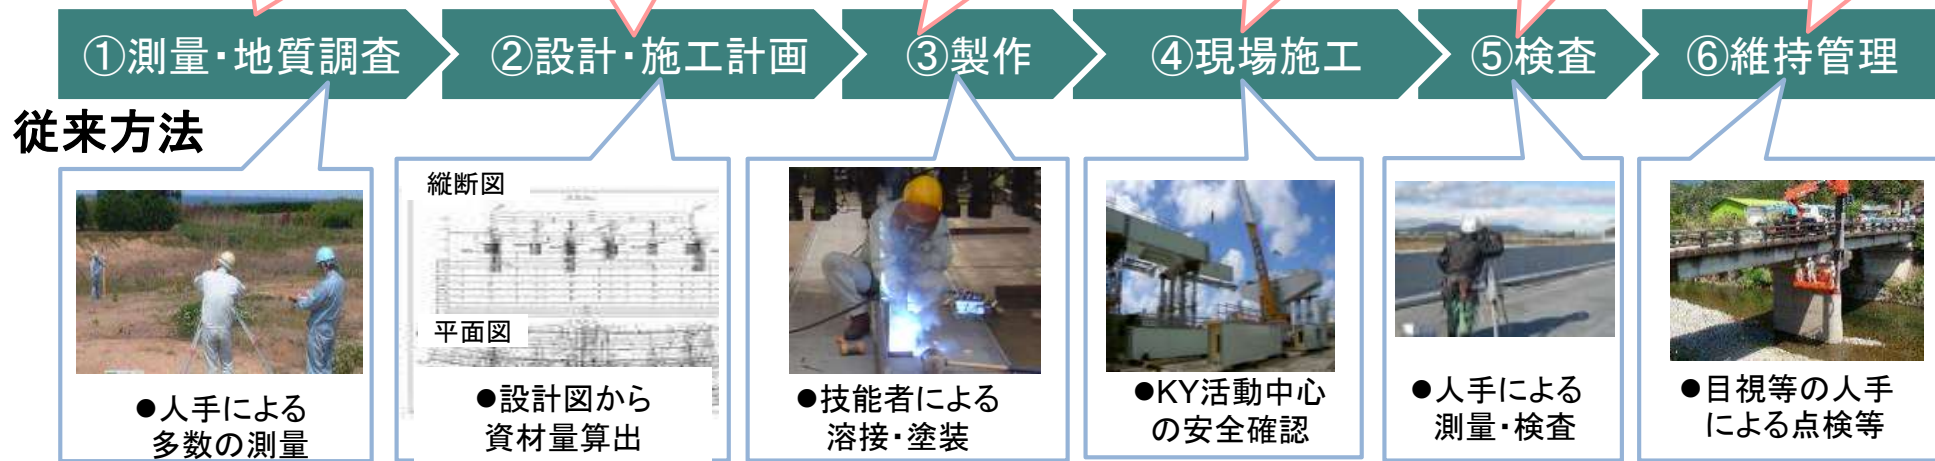 ①測量・地質調査
②設計・施工計画
③製作
④現場施工
⑤検査
⑥維持管理
従来方法
●人手による
多数の測量
縦断図
平面図
●設計図から
資材量算出
●技能者による
溶接・塗装
●KY活動中心
の安全確認
●人手による
測量・検査
●目視等の人手
による点検等